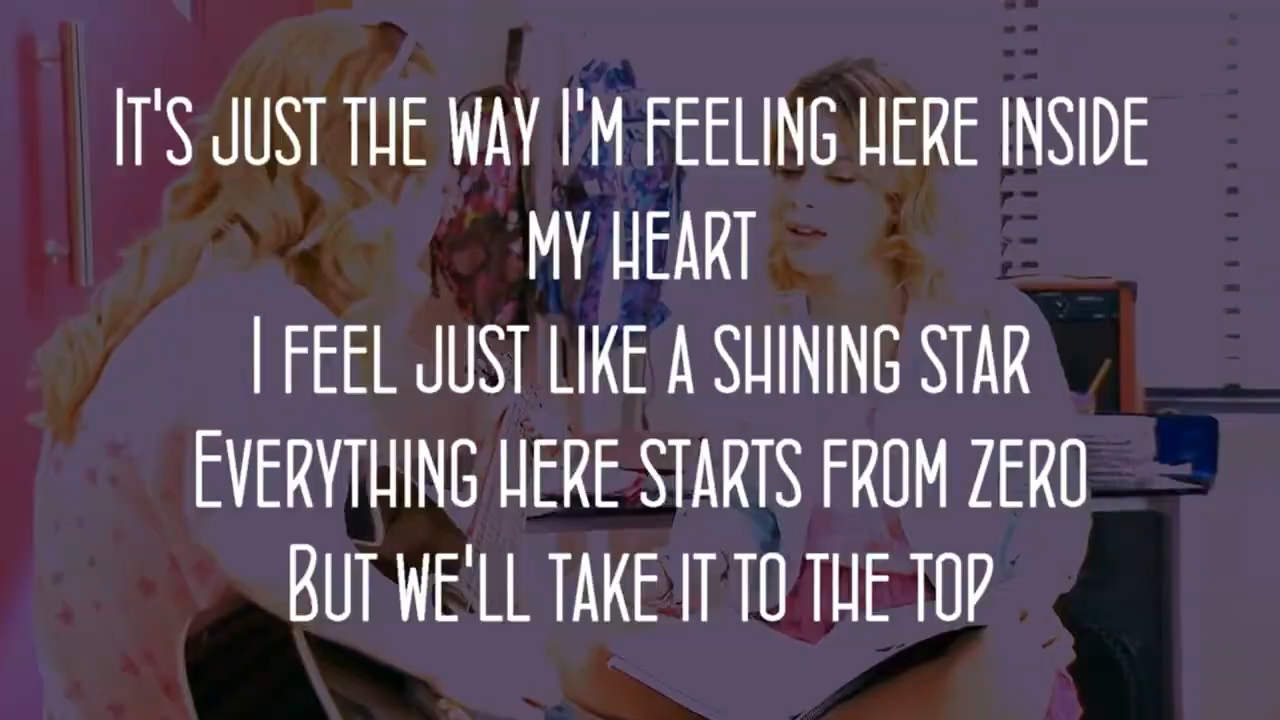 It's just the way I'm feeling here inside
my heart
I feel just like a shining star
Everything here starts from zero
But we'll take it to the top